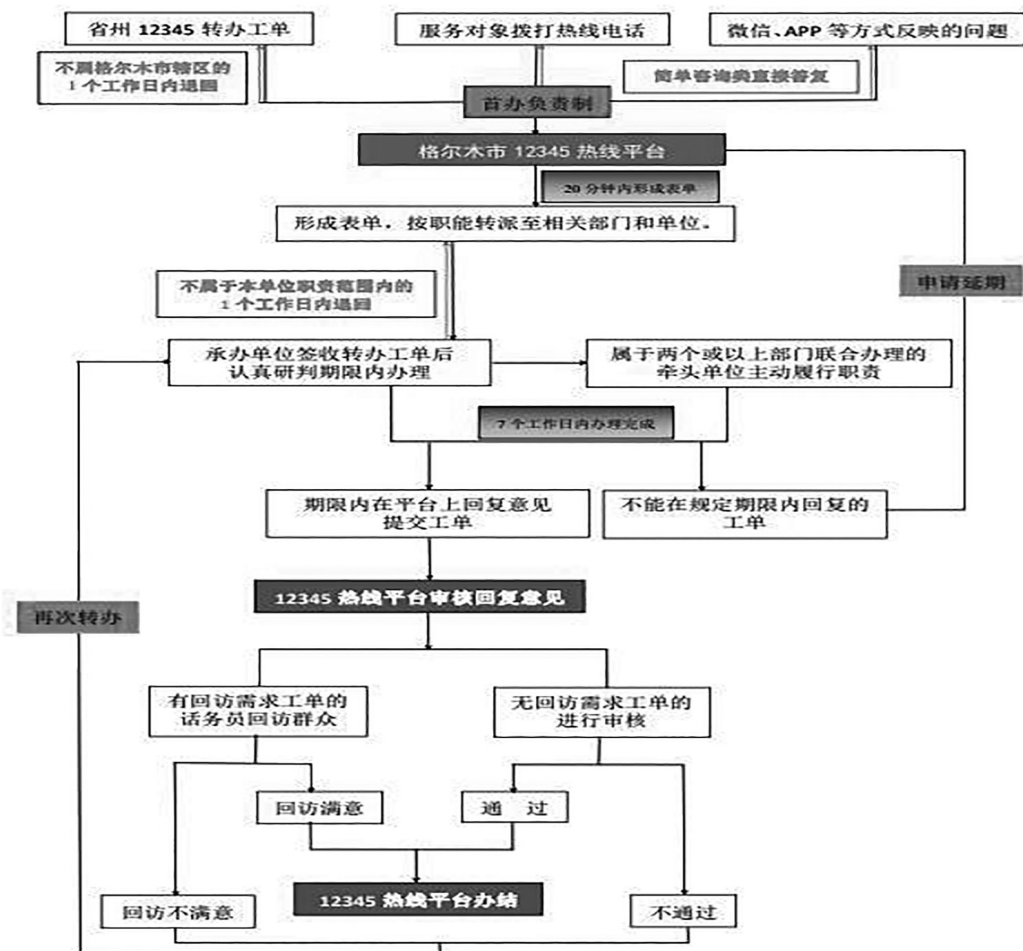 省州 12345 转办工单
服务对象拨打热线电话
微信、APP 等方式反映的问题
不属格尔木市辖区的
1 个工作日内退回
简单咨询类直接答复
首办负责制
格尔木市 12345 热线平台
20 分钟内形成表单
形成表单，按职能转派至相关部门和单位。
不属于本单位职责范围内的
1 个工作日内退回
申请延期
承办单位签收转办工单后
认真研判期限内办理
属于两个或以上部门联合办理的
牵头单位主动履行职责
7 个工作日内办理完成
期限内在平台上回复意见
提交工单
不能在规定期限内回复的
工单
12345 热线平台审核回复意见
再次转办
有回访需求工单的
话务员回访群众
无回访需求工单的
进行审核
回访满意
通 过
12345 热线平台办结
回访不满意
不通过